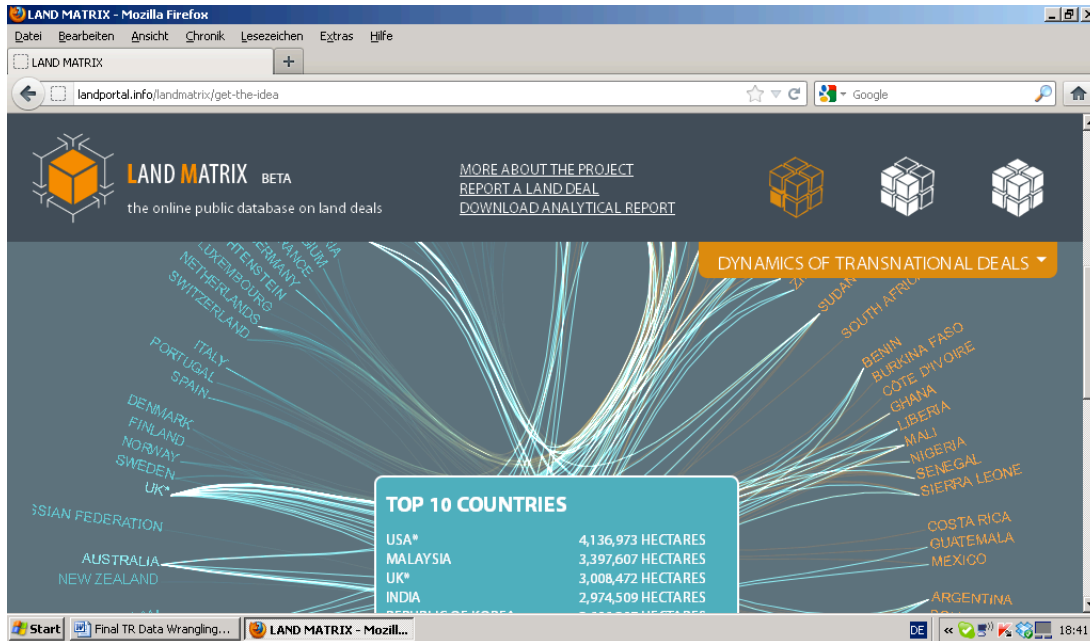 LAND MATRIX - Mozilla Firefox
Datei Bearbeiten Ansicht Chronik Lesezeichen Extras Hilfe
LAND MATRIX
landportal.info/landmatrix/get-the-idea
Google
LAND MATRIX BETA
the online public database on land deals
MORE ABOUT THE PROJECT
REPORT A LAND DEAL
DOWNLOAD ANALYTICAL REPORT
DYNAMICS OF TRANSNATIONAL DEALS
GERMANY
LUXEMBOURG
NETHERLANDS
SWITZERLAND
ITALY
PORTUGAL
SPAIN
DENMARK
FINLAND
NORWAY
SWEDEN
UK*
SSIAN FEDERATION
AUSTRALIA
NEW ZEALAND
SUDAN
SOUTH AFRIC
BENIN
BURKINA FASO
CÔTE D'IVOIRE
GHANA
LIBERIA
MALI
NIGERIA
SENEGAL
SIERRA LEONE
COSTA RICA
GUATEMALA
MEXICO
ARGENTINA
TOP 10 COUNTRIES
USA* 4,136,973 HECTARES
MALAYSIA 3,397,607 HECTARES
UK* 3,008,472 HECTARES
INDIA 2,974,509 HECTARES
Start Final TR Data Wrangling... LAND MATRIX - Mozill... DE « 18:41